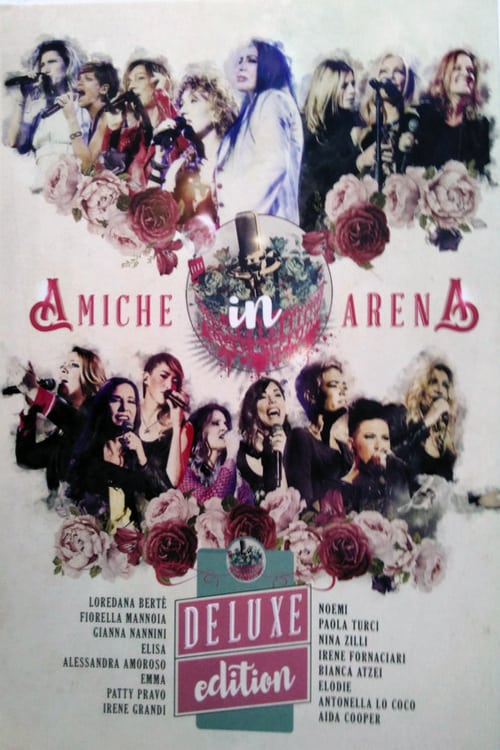 AMICHE in ARENA
DELUXE
edition
LOREDANA BERTÈ
FIORELLA MANNOIA
GIANNA NANNINI
ELISA
ALESSANDRA AMOROSO
EMMA
PATTY PRAVO
IRENE GRANDI
NOEMI
PAOLA TURCI
NINA ZILLI
IRENE FORNACIARI
BIANCA ATZEI
ELODIE
ANTONELLA LO COCO
AIDA COOPER